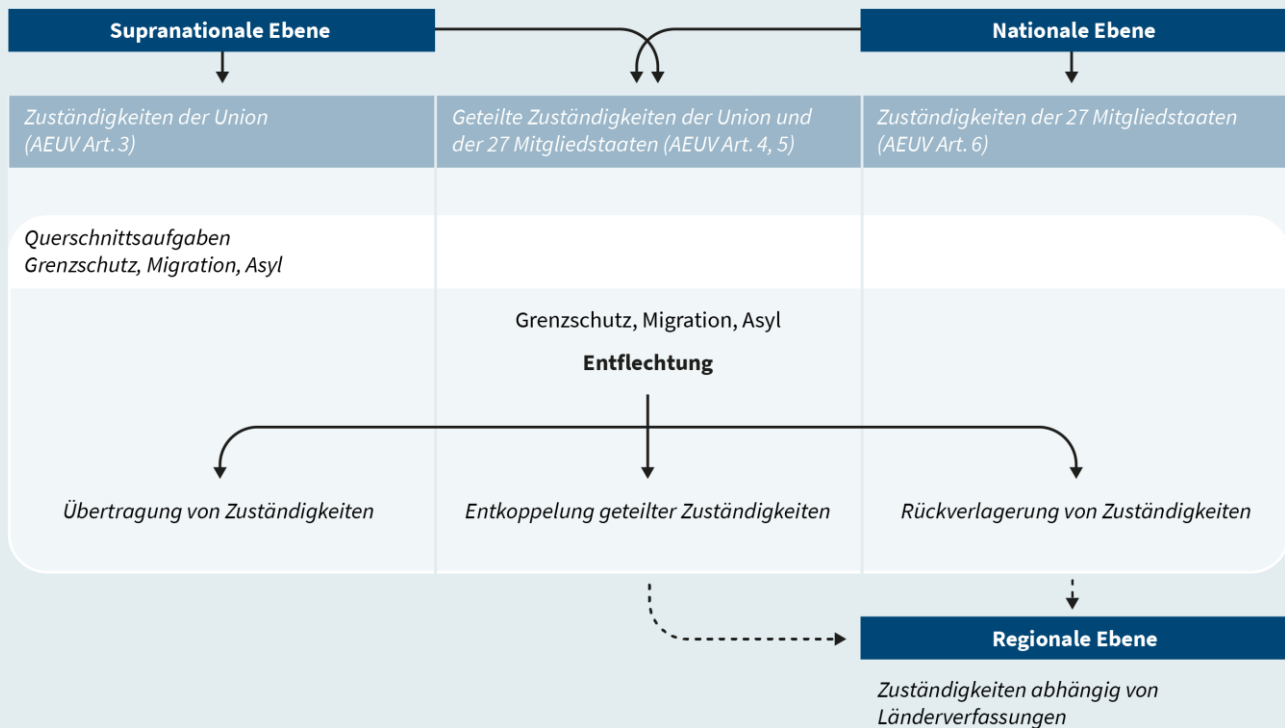 Supranationale Ebene
Nationale Ebene
Zuständigkeiten der Union
(AEUV Art. 3)
Geteilte Zuständigkeiten der Union und
der 27 Mitgliedstaaten (AEUV Art. 4, 5)
Zuständigkeiten der 27 Mitgliedstaaten
(AEUV Art. 6)
Querschnittsaufgaben
Grenzschutz, Migration, Asyl
Grenzschutz, Migration, Asyl
Entflechtung
Übertragung von Zuständigkeiten
Entkoppelung geteilter Zuständigkeiten
Rückverlagerung von Zuständigkeiten
Regionale Ebene
Zuständigkeiten abhängig von
Länderverfassungen